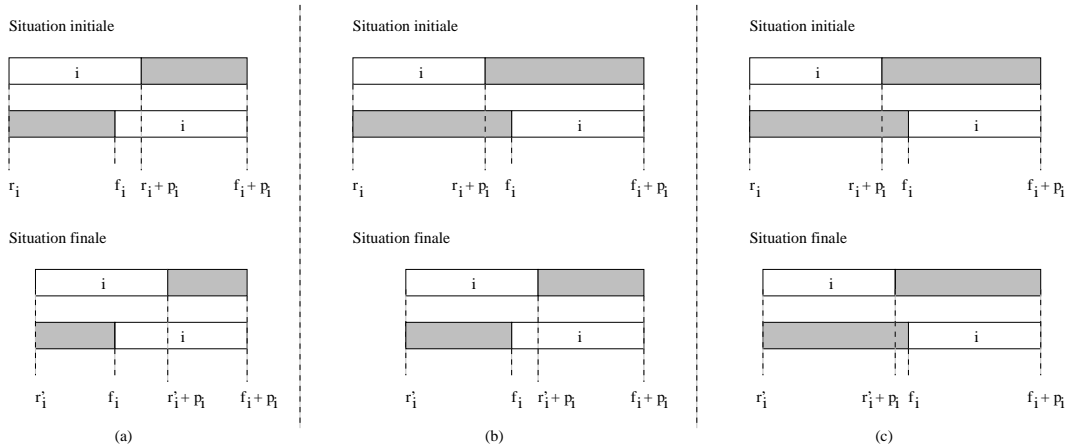 Situation initiale
i
i
r_i f_i r_i + p_i f_i + p_i
Situation finale
i
i
r'_i f_i r'_i + p_i f_i + p_i
(a)
Situation initiale
i
i
r_i r_i + p_i f_i f_i + p_i
Situation finale
i
i
r'_i f_i r'_i + p_i f_i + p_i
(b)
Situation initiale
i
i
r_i r_i + p_i f_i f_i + p_i
Situation finale
i
i
r'_i r'_i + p_i f_i f_i + p_i
(c)